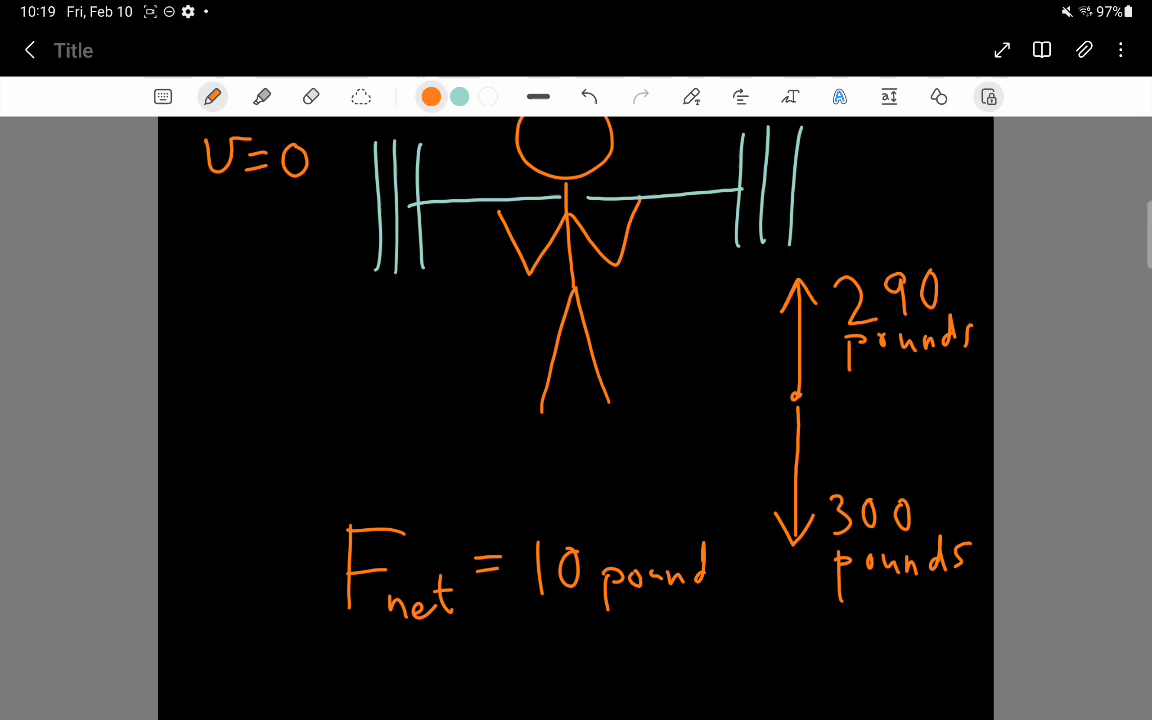 10:19 Fri, Feb 10
97%
Title
V=0
290
pounds
300
pounds
Fnet = 10 pound